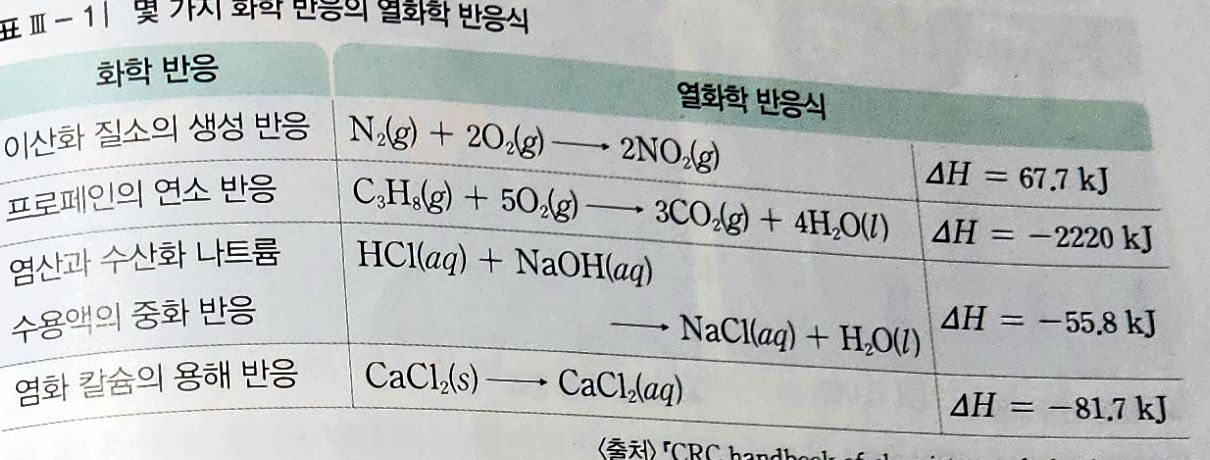 표 Ⅲ-1| 몇 가지 화학 반응의 열화학 반응식
화학 반응 열화학 반응식
이산화 질소의 생성 반응 N₂(g) + 2O₂(g) ⟶ 2NO₂(g) ΔH = 67.7 kJ
프로페인의 연소 반응 C₃H₈(g) + 5O₂(g) ⟶ 3CO₂(g) + 4H₂O(l) ΔH = -2220 kJ
염산과 수산화 나트륨 HCl(aq) + NaOH(aq)
수용액의 중화 반응 ⟶ NaCl(aq) + H₂O(l) ΔH = -55.8 kJ
염화 칼슘의 용해 반응 CaCl₂(s) ⟶ CaCl₂(aq) ΔH = -81.7 kJ
〈출처〉『CRC handbook of